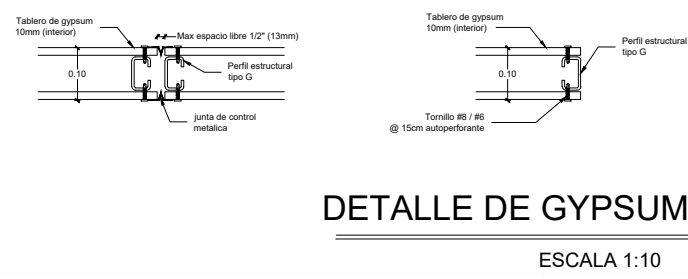 Tablero de gypsum
10mm (interior)
Max espacio libre 1/2" (13mm)
Perfil estructural
tipo G
0.10
junta de control
metalica
Tablero de gypsum
10mm (interior)
Perfil estructural
tipo G
0.10
Tornillo #8 / #6
@ 15cm autoperforante
DETALLE DE GYPSUM
ESCALA 1:10